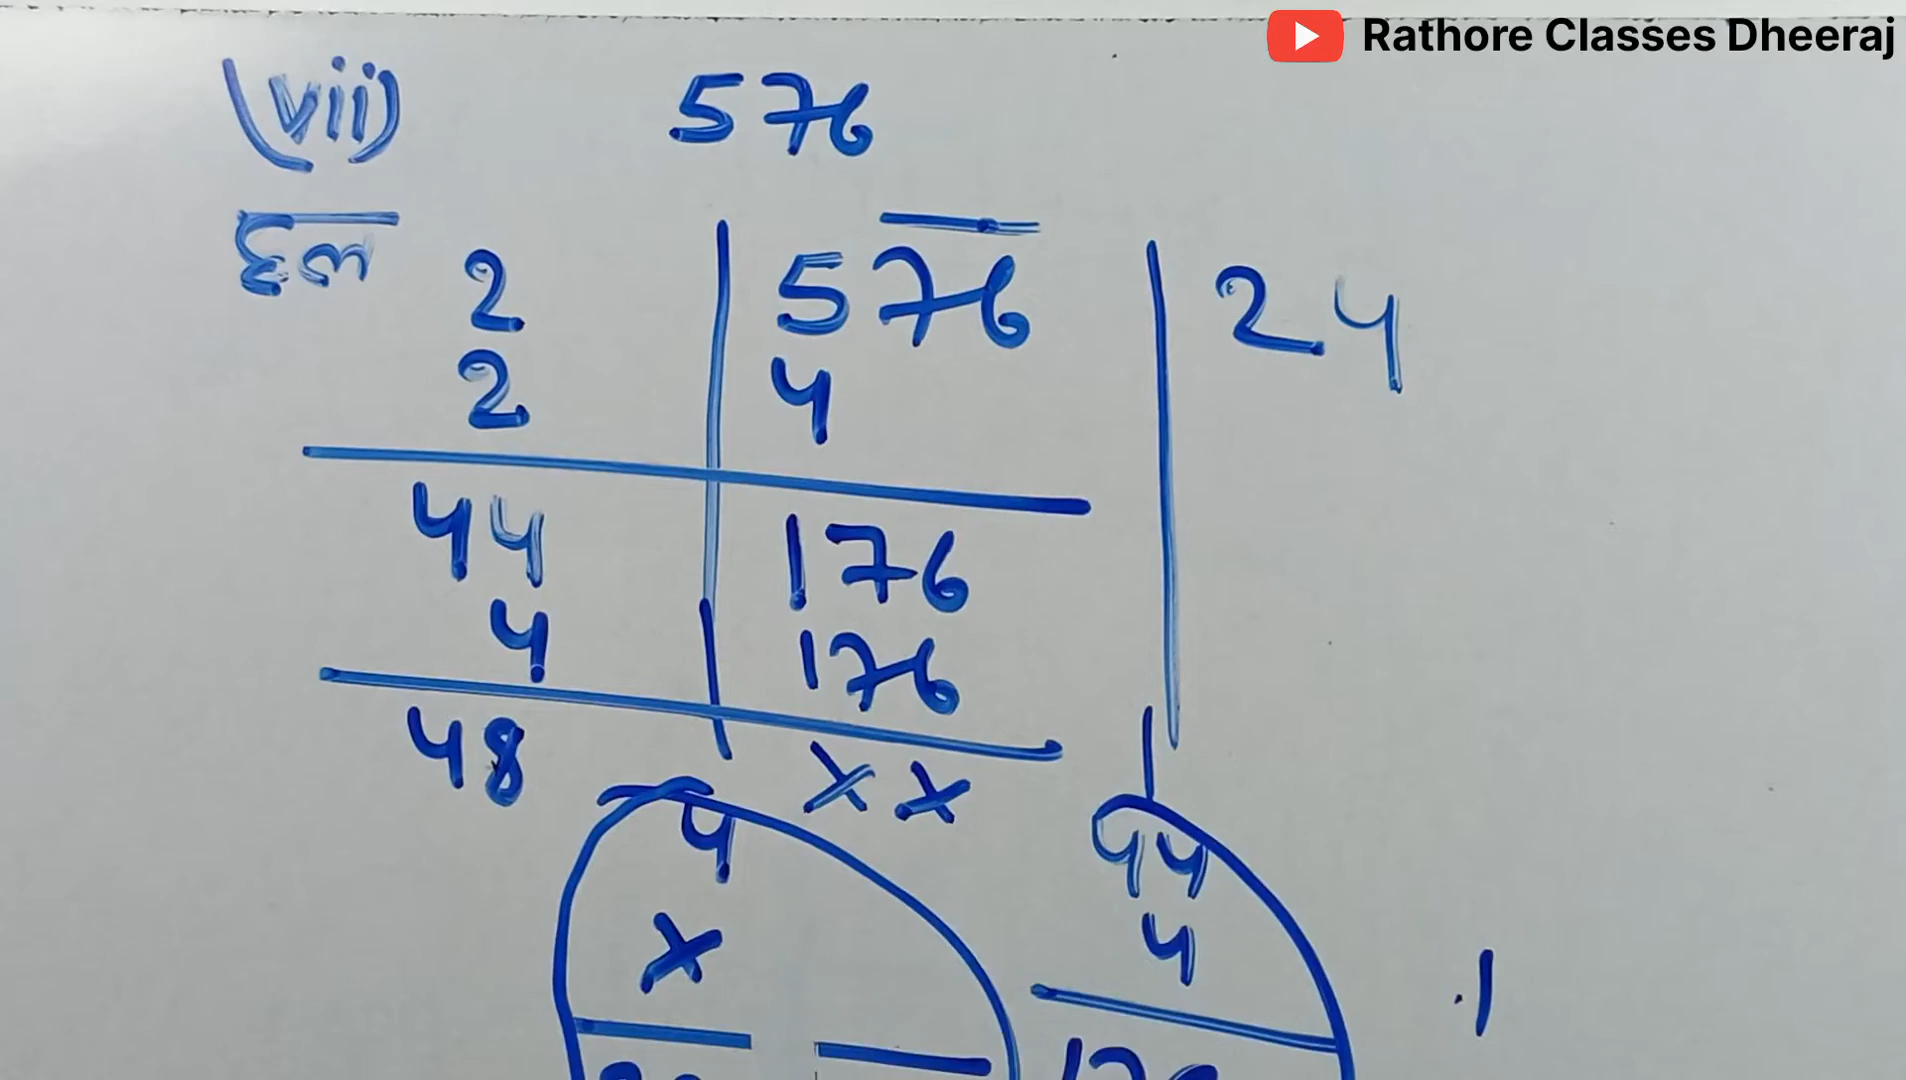 Rathore Classes Dheeraj
(vii) 576
हल 2 576 24
2 4
44 176
4 176
48 x x
4 44
x 4
176